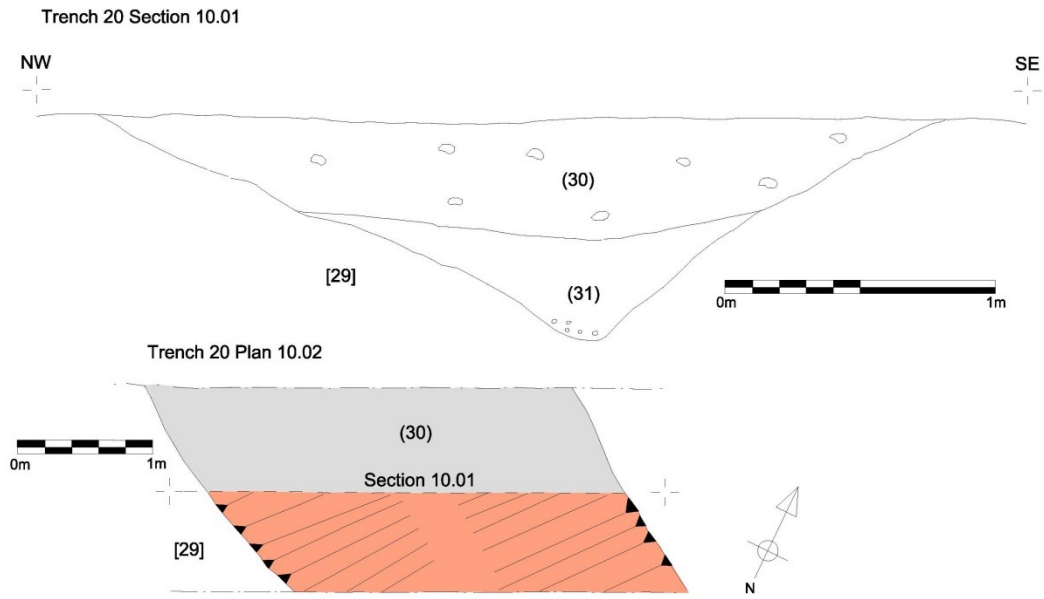 Trench 20 Section 10.01
NW
SE
(30)
[29]
(31)
0m 1m
Trench 20 Plan 10.02
(30)
0m 1m
Section 10.01
[29]
N